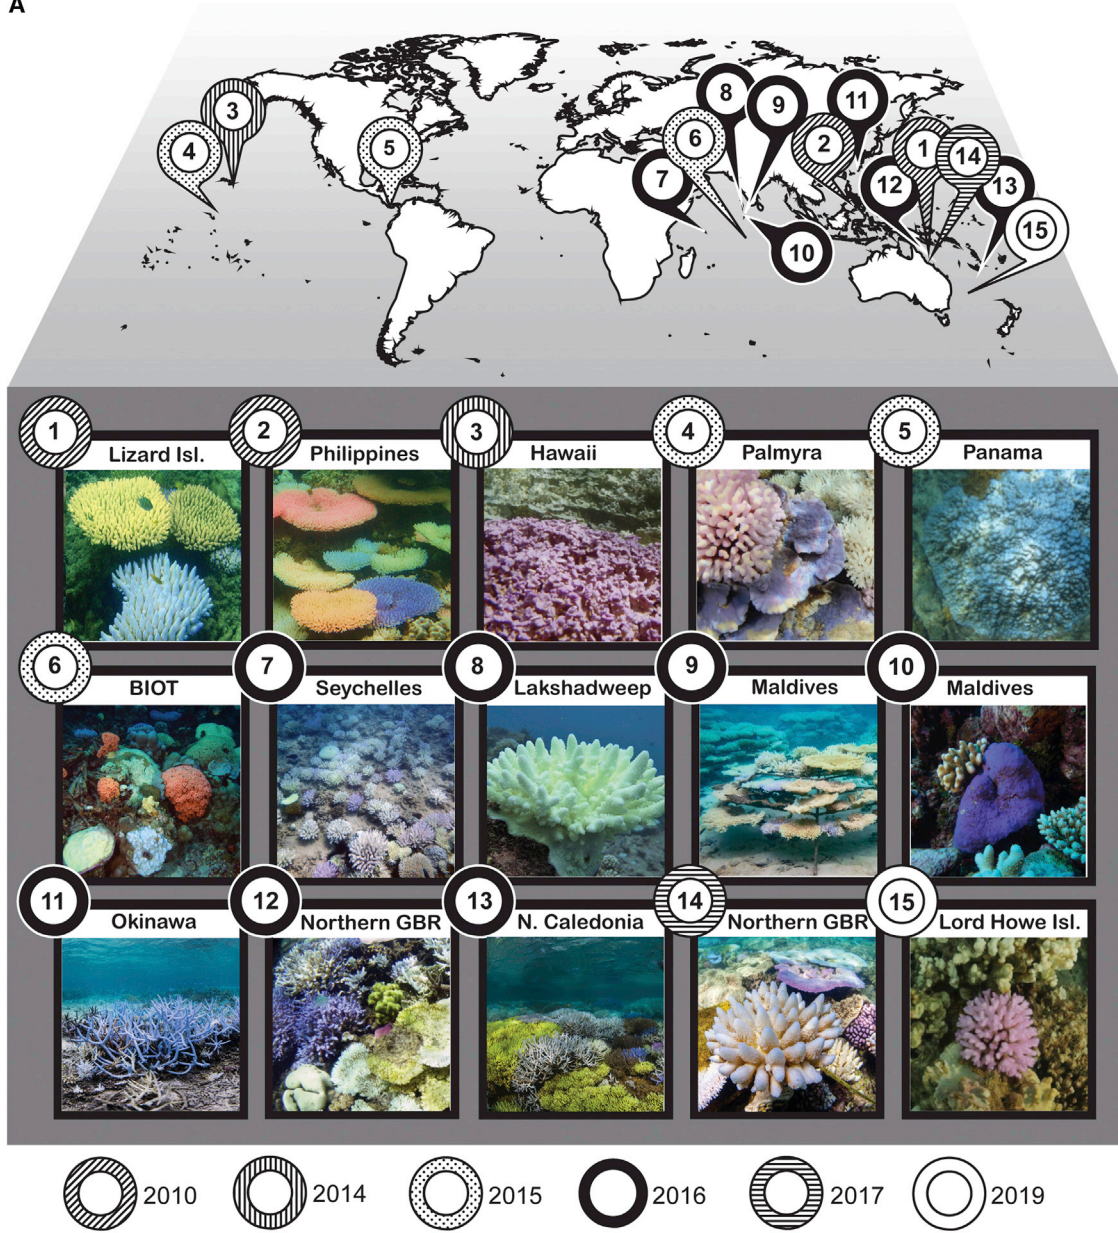 A
3
4
5
6
7
8
9
10
2
11
12
1
14
13
15
1 Lizard Isl.
2 Philippines
3 Hawaii
4 Palmyra
5 Panama
6 BIOT
7 Seychelles
8 Lakshadweep
9 Maldives
10 Maldives
11 Okinawa
12 Northern GBR
13 N. Caledonia
14 Northern GBR
15 Lord Howe Isl.
2010 2014 2015 2016 2017 2019